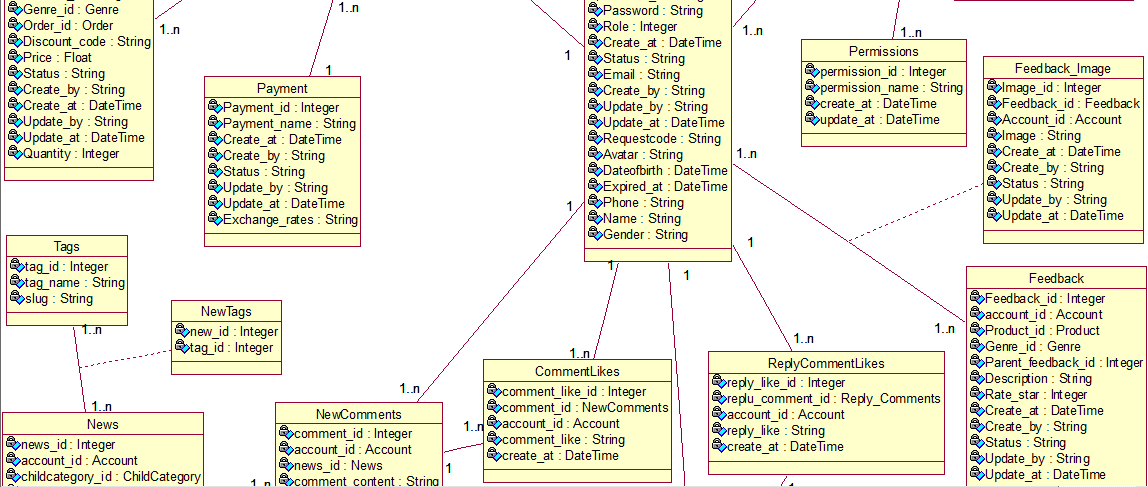 Genre_id : Genre
Order_id : Order
Discount_code : String
Price : Float
Status : String
Create_by : String
Create_at : DateTime
Update_by : String
Update_at : DateTime
Quantity : Integer
1..n
1..n
1
Payment
Payment_id : Integer
Payment_name : String
Create_at : DateTime
Create_by : String
Status : String
Update_by : String
Update_at : DateTime
Exchange_rates : String
1
Password : String
Role : Integer
Create_at : DateTime
Status : String
Email : String
Create_by : String
Update_by : String
Update_at : DateTime
Requestcode : String
Avatar : String
Dateofbirth : DateTime
Expired_at : DateTime
Phone : String
Name : String
Gender : String
1..n
1..n
Permissions
permission_id : Integer
permission_name : String
create_at : DateTime
update_at : DateTime
Feedback_Image
Image_id : Integer
Feedback_id : Feedback
Account_id : Account
Image : String
Create_at : DateTime
Create_by : String
Status : String
Update_by : String
Update_at : DateTime
1..n
1
1
1
1
1..n
Tags
tag_id : Integer
tag_name : String
slug : String
1..n
NewTags
new_id : Integer
tag_id : Integer
1..n
News
news_id : Integer
account_id : Account
childcategory_id : ChildCategory
1..n
1..n
NewComments
comment_id : Integer
account_id : Account
news_id : News
comment_content : String
1..n
1
1..n
CommentLikes
comment_like_id : Integer
comment_id : NewComments
account_id : Account
comment_like : String
create_at : DateTime
1..n
ReplyCommentLikes
reply_like_id : Integer
replu_comment_id : Reply_Comments
account_id : Account
reply_like : String
create_at : DateTime
1
Feedback
Feedback_id : Integer
account_id : Account
Product_id : Product
Genre_id : Genre
Parent_feedback_id : Integer
Description : String
Rate_star : Integer
Create_at : DateTime
Create_by : String
Status : String
Update_by : String
Update_at : DateTime